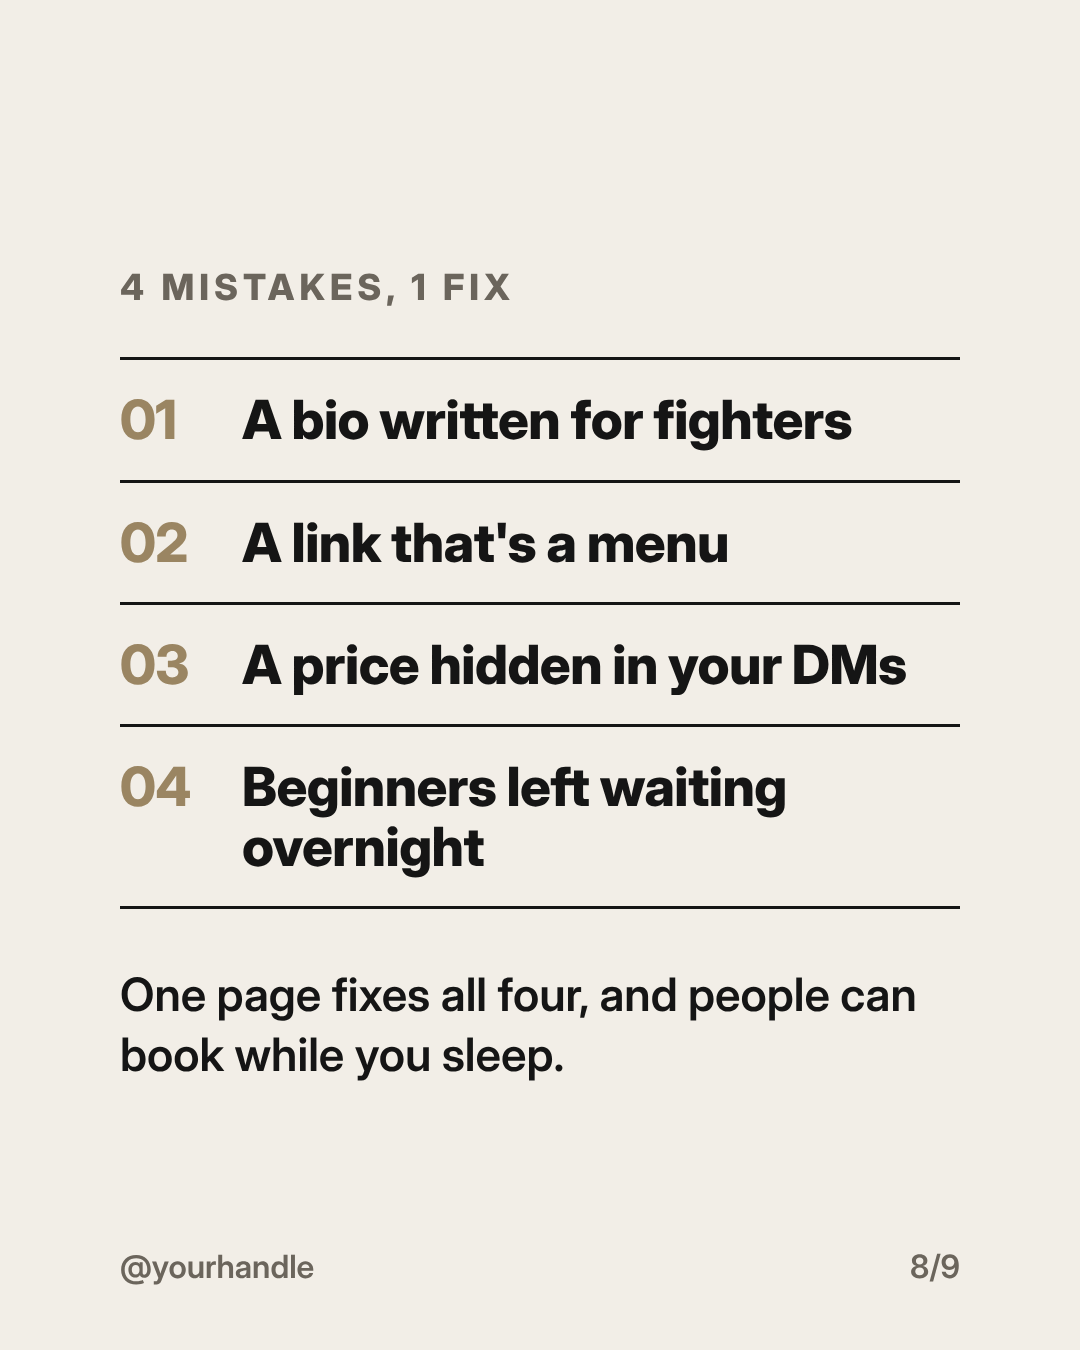 4 MISTAKES, 1 FIX
01 A bio written for fighters
02 A link that's a menu
03 A price hidden in your DMs
04 Beginners left waiting
overnight
One page fixes all four, and people can
book while you sleep.
@yourhandle 8/9